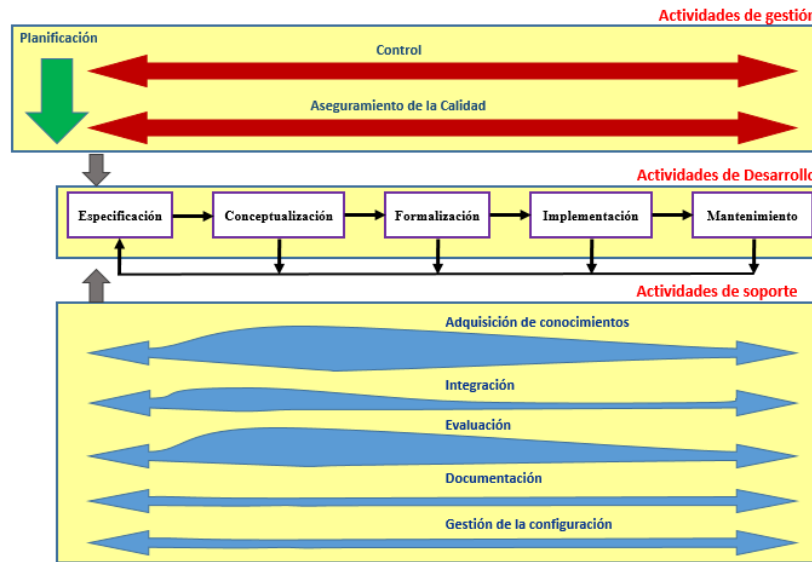 Actividades de gestión
Planificación
Control
Aseguramiento de la Calidad
Actividades de Desarrollo
Especificación
Conceptualización
Formalización
Implementación
Mantenimiento
Actividades de soporte
Adquisición de conocimientos
Integración
Evaluación
Documentación
Gestión de la configuración